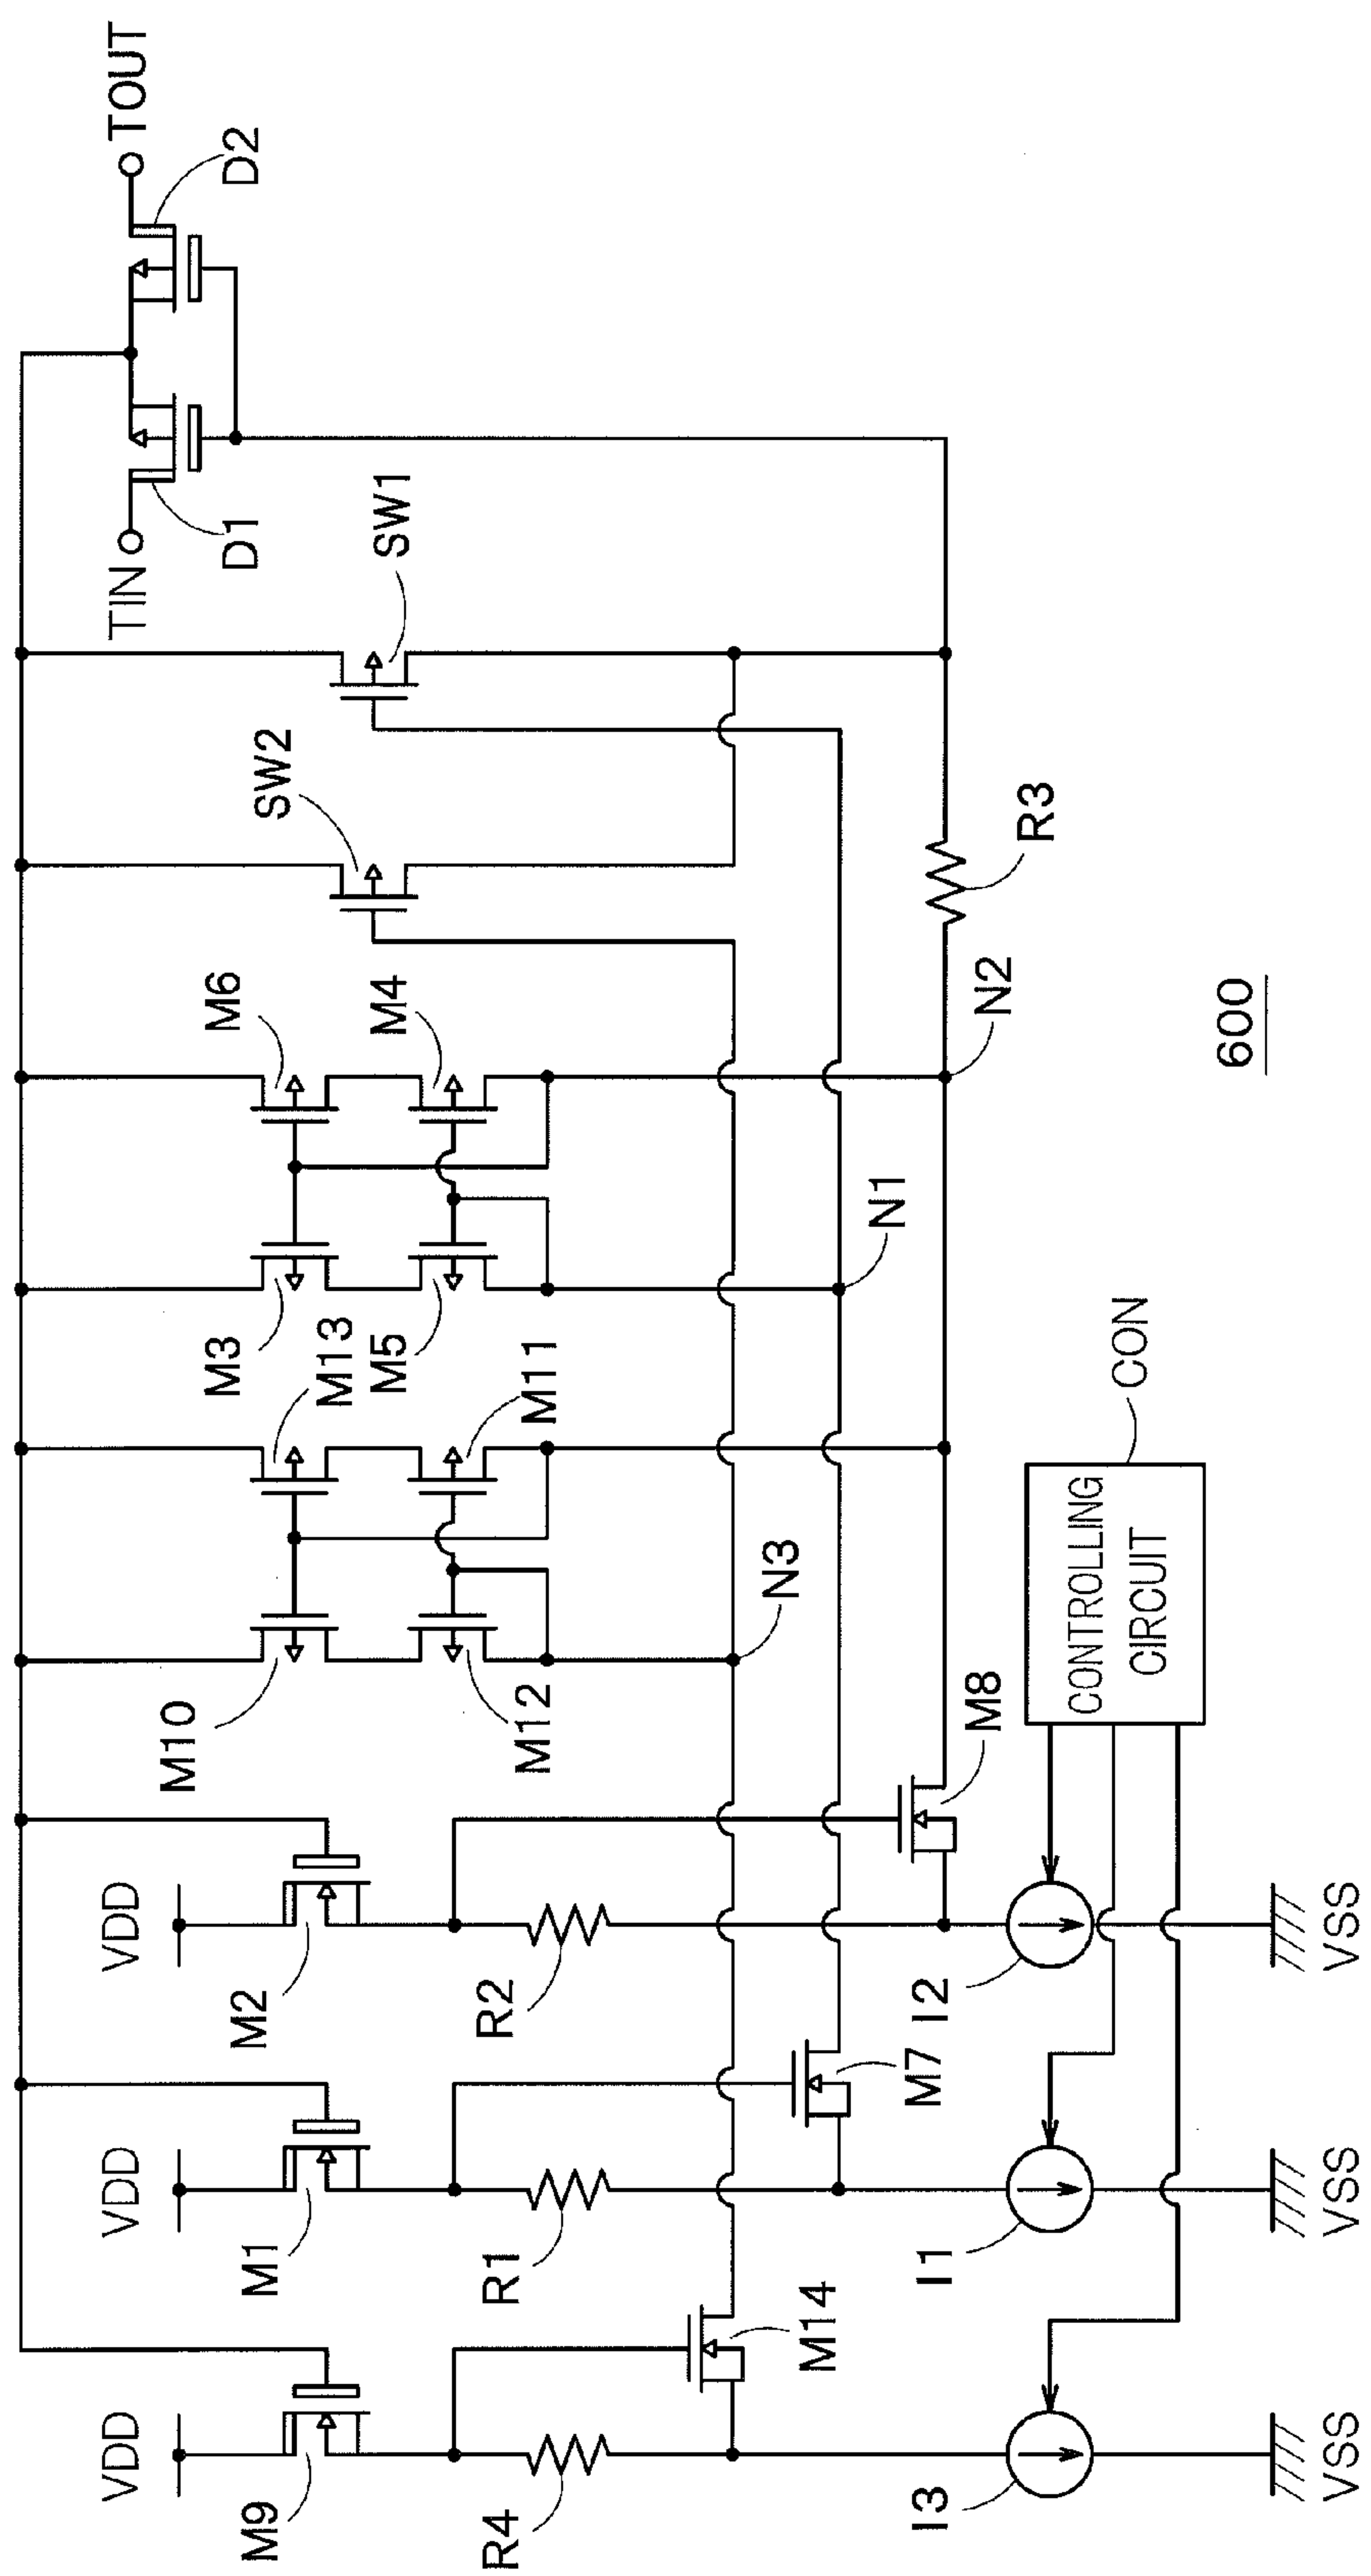 TOUT
D2
TIN
D1
SW1
SW2
M6
M4
R3
N2
M3
M13
M5
M11
N1
M10
M12
N3
CON
CONTROLLING
CIRCUIT
VDD
M2
R2
M8
I2
VSS
VDD
M1
R1
M7
I1
VSS
VDD
M9
R4
M14
I3
VSS
600